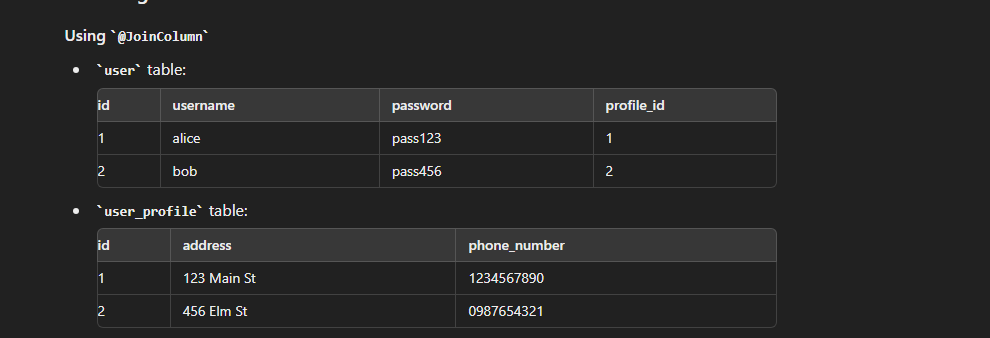 Using `@JoinColumn`
`user` table:
id username password profile_id
1 alice pass123 1
2 bob pass456 2
`user_profile` table:
id address phone_number
1 123 Main St 1234567890
2 456 Elm St 0987654321